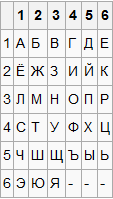 1 2 3 4 5 6
1 А Б В Г Д Е
2 Ё Ж З И Й К
3 Л М Н О П Р
4 С Т У Ф Х Ц
5 Ч Ш Щ Ъ Ы Ь
6 Э Ю Я - - -